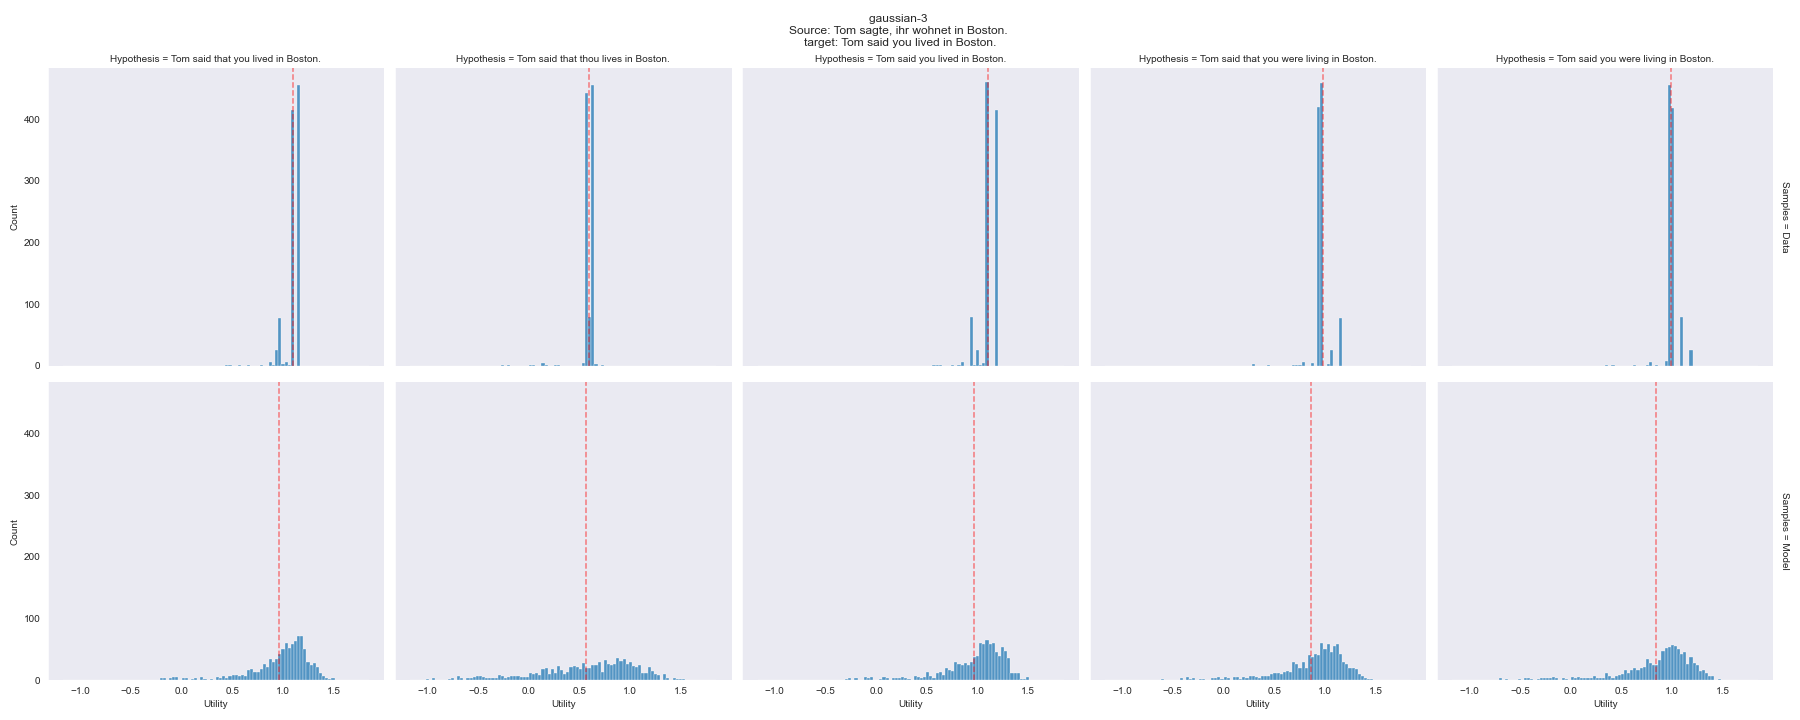 gaussian-3
Source: Tom sagte, ihr wohnet in Boston.
target: Tom said you lived in Boston.
Hypothesis = Tom said that you lived in Boston.
Hypothesis = Tom said that thou lives in Boston.
Hypothesis = Tom said you lived in Boston.
Hypothesis = Tom said that you were living in Boston.
Hypothesis = Tom said you were living in Boston.
400
300
200
100
0
Count
Samples = Data
400
300
200
100
0
Count
Samples = Model
−1.0 −0.5 0.0 0.5 1.0 1.5
−1.0 −0.5 0.0 0.5 1.0 1.5
−1.0 −0.5 0.0 0.5 1.0 1.5
−1.0 −0.5 0.0 0.5 1.0 1.5
−1.0 −0.5 0.0 0.5 1.0 1.5
Utility
Utility
Utility
Utility
Utility